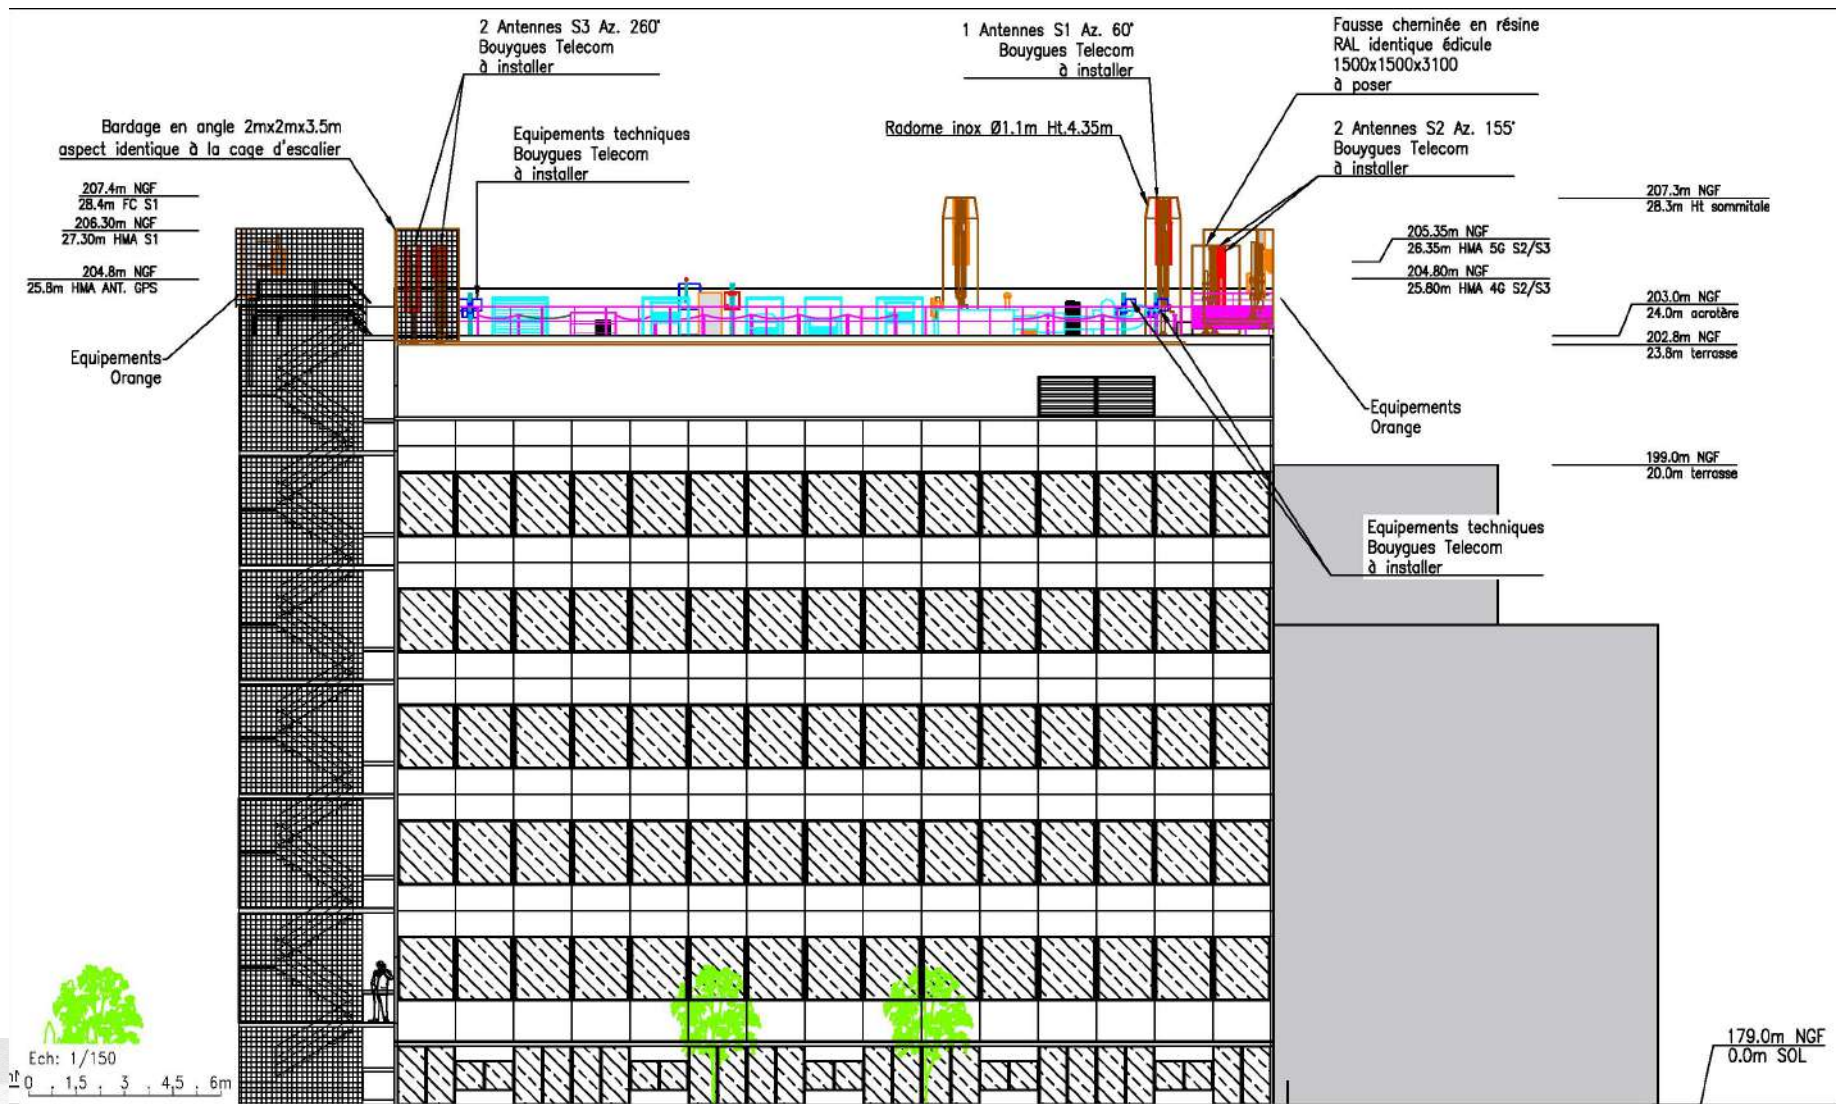 2 Antennes S3 Az. 260°
Bouygues Telecom
à installer
1 Antennes S1 Az. 60°
Bouygues Telecom
à installer
Fausse cheminée en résine
RAL identique édicule
1500x1500x3100
à poser
Bardage en angle 2mx2mx3.5m
aspect identique à la cage d'escalier
Equipements techniques
Bouygues Telecom
à installer
Radome inox Ø1.1m Ht.4.35m
2 Antennes S2 Az. 155°
Bouygues Telecom
à installer
207.4m NGF
28.4m FC S1
206.30m NGF
27.30m HMA S1
204.8m NGF
25.8m HMA ANT. GPS
207.3m NGF
28.3m Ht sommitale
205.35m NGF
26.35m HMA 5G S2/S3
204.80m NGF
25.80m HMA 4G S2/S3
203.0m NGF
24.0m acrotère
202.8m NGF
23.8m terrasse
Equipements
Orange
Equipements
Orange
199.0m NGF
20.0m terrasse
Equipements techniques
Bouygues Telecom
à installer
179.0m NGF
0.0m SOL
Ech: 1/150
0 1,5 3 4,5 6m